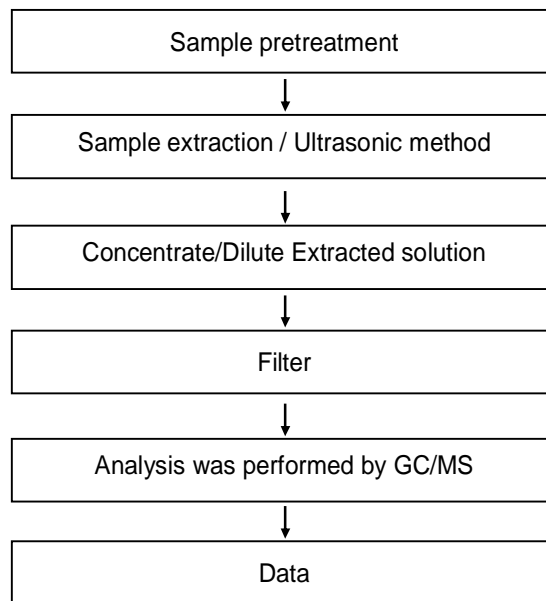 Sample pretreatment
Sample extraction / Ultrasonic method
Concentrate/Dilute Extracted solution
Filter
Analysis was performed by GC/MS
Data